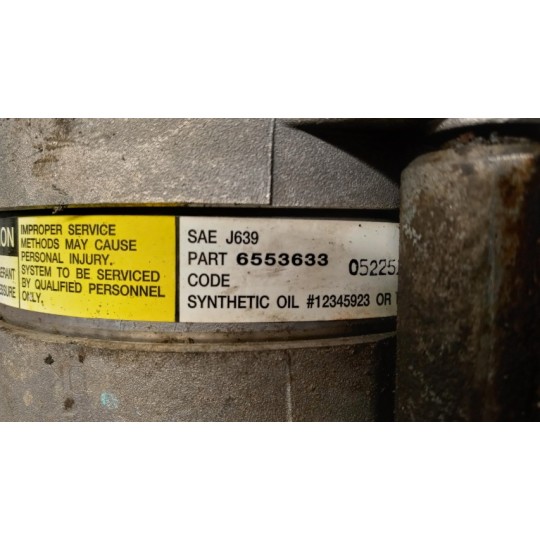 ON
IMPROPER SERVICE
METHODS MAY CAUSE
PERSONAL INJURY.
SYSTEM TO BE SERVICED
BY QUALIFIED PERSONNEL
ONLY.
SAE J639
PART 6553633
CODE
SYNTHETIC OIL #12345923 OR